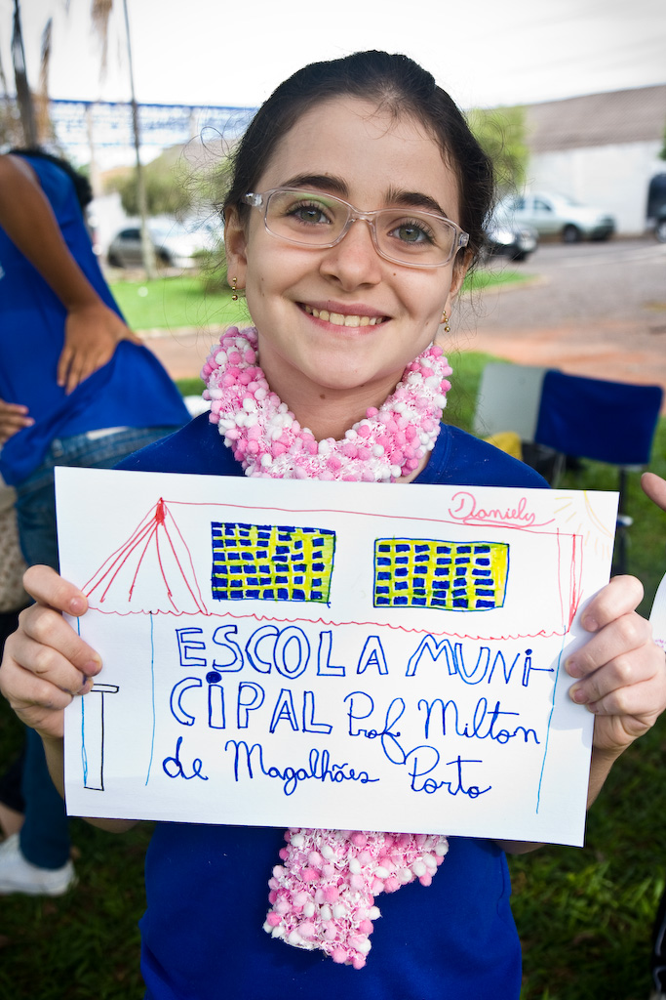 Daniely
ESCOLA MUNI-
CIPAL Prof Milton
de Magalhães Porto